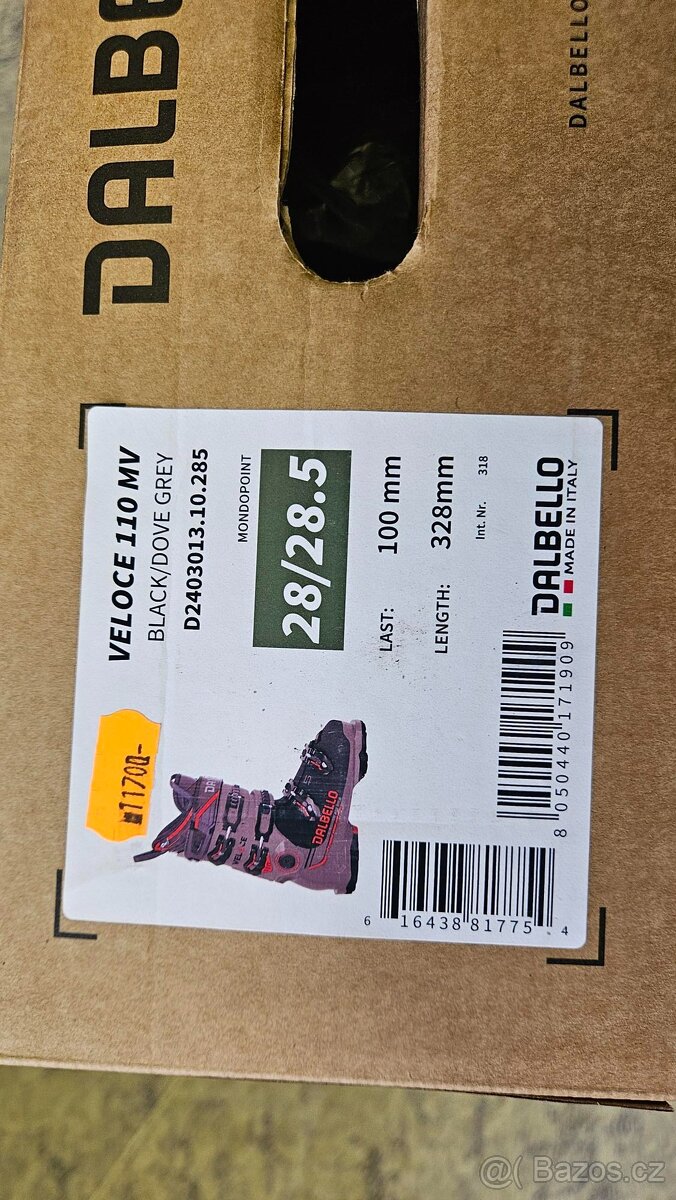 DALBE
DALBELLO
VELOCE 110 MV
BLACK/DOVE GREY
D2403013.10.285
MONDOPOINT
28/28.5
LAST: 100 mm
LENGTH: 328mm
Int. Nr. 318
DALBELLO
MADE IN ITALY
11700-
DALBELLO
8 050440 171909
6 16438 81775 4
@( Bazos.cz